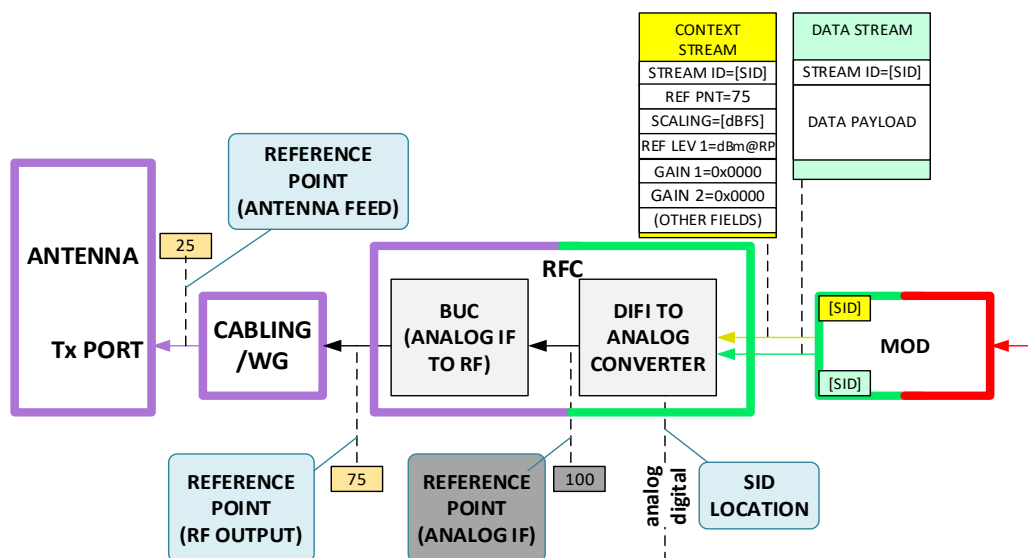 CONTEXT
STREAM
STREAM ID=[SID]
REF PNT=75
SCALING=[dBFS]
REF LEV 1=dBm@RP
GAIN 1=0x0000
GAIN 2=0x0000
(OTHER FIELDS)
DATA STREAM
STREAM ID=[SID]
DATA PAYLOAD
REFERENCE
POINT
(ANTENNA FEED)
25
ANTENNA
Tx PORT
CABLING
/WG
RFC
BUC
(ANALOG IF
TO RF)
DIFI TO
ANALOG
CONVERTER
[SID]
MOD
[SID]
REFERENCE
POINT
(RF OUTPUT)
75
REFERENCE
POINT
(ANALOG IF)
100
analog
digital
SID
LOCATION